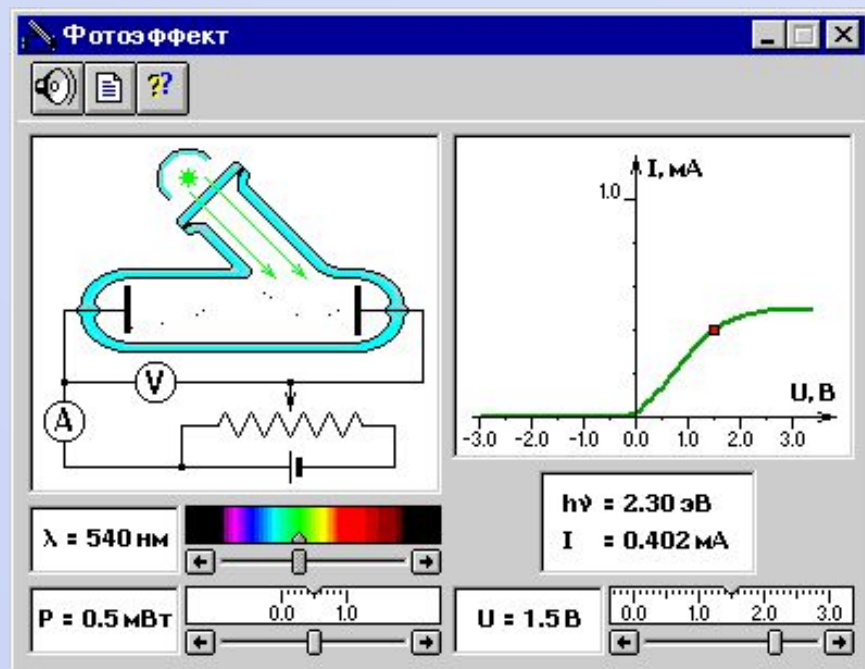 Фотоэффект
??
I, мА
1.0
U, В
-3.0 -2.0 -1.0 0.0 1.0 2.0 3.0
V
A
hν = 2.30 эВ
I = 0.402 мА
λ = 540 нм
P = 0.5 мВт
0.0 1.0
U = 1.5 В
0.0 1.0 2.0 3.0